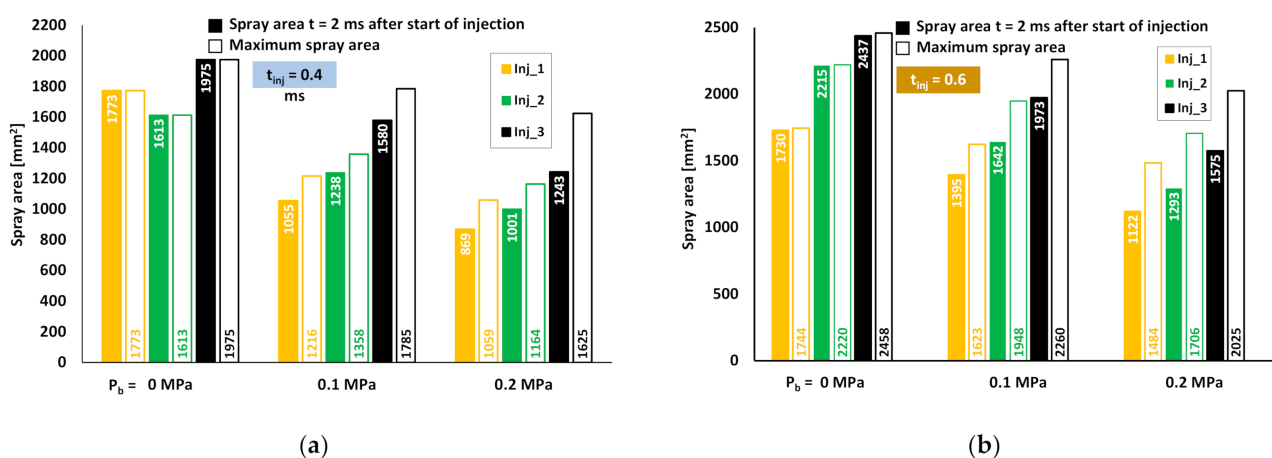 Spray area t = 2 ms after start of injection
Maximum spray area
t_inj = 0.4
ms
Inj_1
Inj_2
Inj_3
Spray area [mm²]
2200
2000
1800
1600
1400
1200
1000
800
600
400
200
0
1773
1773
1613
1613
1975
1975
1055
1216
1238
1358
1580
1785
869
1059
1001
1164
1243
1625
P_b = 0 MPa
0.1 MPa
0.2 MPa
(a)
Spray area t = 2 ms after start of injection
Maximum spray area
t_inj = 0.6
Inj_1
Inj_2
Inj_3
Spray area [mm²]
2500
2000
1500
1000
500
0
1730
1744
2215
2220
2437
2458
1395
1623
1642
1948
1973
2260
1122
1484
1293
1706
1575
2025
P_b = 0 MPa
0.1 MPa
0.2 MPa
(b)